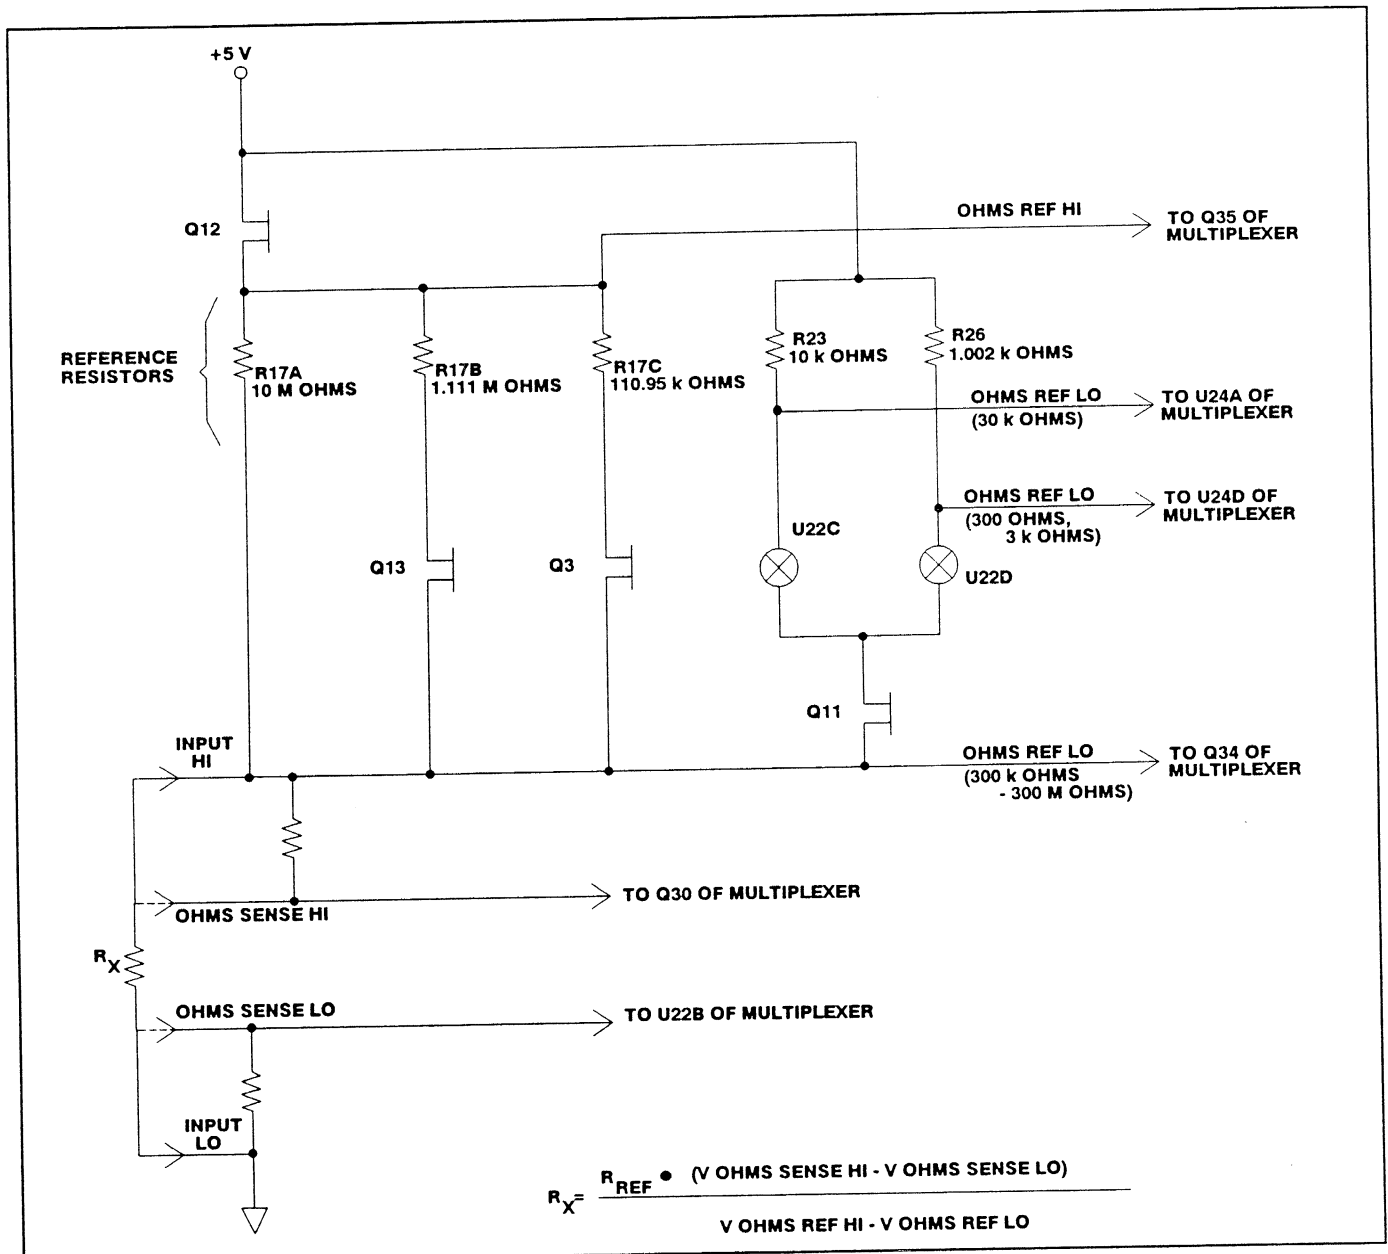 +5 V
Q12
OHMS REF HI
TO Q35 OF
MULTIPLEXER
REFERENCE
RESISTORS
R17A
10 M OHMS
R17B
1.111 M OHMS
R17C
110.95 k OHMS
R23
10 k OHMS
R26
1.002 k OHMS
OHMS REF LO
(30 k OHMS)
TO U24A OF
MULTIPLEXER
OHMS REF LO
(300 OHMS,
3 k OHMS)
TO U24D OF
MULTIPLEXER
U22C
U22D
Q13
Q3
Q11
INPUT
HI
OHMS REF LO
(300 k OHMS
- 300 M OHMS)
TO Q34 OF
MULTIPLEXER
TO Q30 OF MULTIPLEXER
OHMS SENSE HI
RX
OHMS SENSE LO
TO U22B OF MULTIPLEXER
INPUT
LO
RX= RREF • (V OHMS SENSE HI - V OHMS SENSE LO)
V OHMS REF HI - V OHMS REF LO